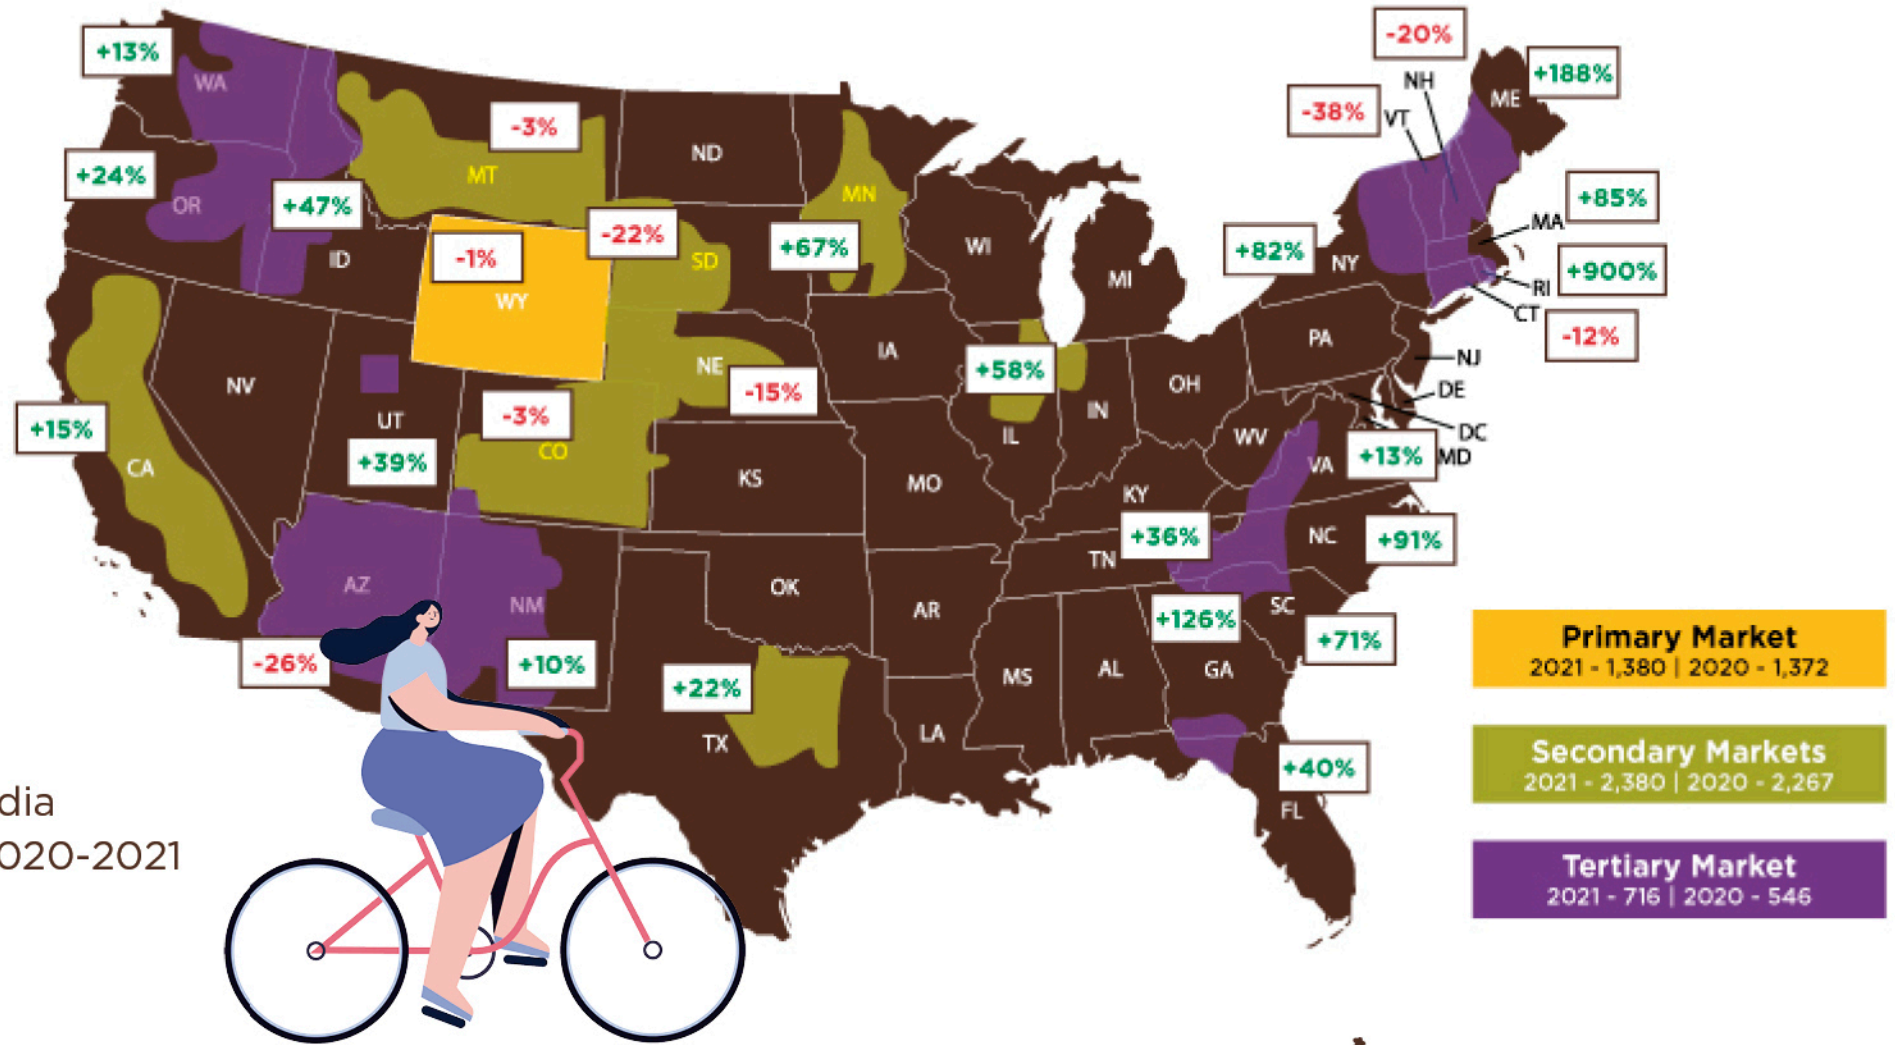 -20%
+13%
NH
+188%
WA
ME
-38%
VT
-3%
ND
+24%
MT
MN
+85%
OR
+47%
MA
-22%
+67%
WI
+82%
NY
ID
-1%
SD
MI
+900%
RI
WY
CT
-12%
PA
IA
NJ
NE
+58%
NV
OH
DE
-15%
IN
UT
-3%
+15%
IL
WV
DC
CO
+39%
VA
+13%
MD
CA
KS
MO
KY
+36%
NC
+91%
TN
AZ
OK
NM
AR
SC
+126%
+71%
Primary Market
2021 - 1,380 | 2020 - 1,372
-26%
+10%
MS
AL
GA
+22%
TX
LA
Secondary Markets
2021 - 2,380 | 2020 - 2,267
+40%
FL
dia
020-2021
Tertiary Market
2021 - 716 | 2020 - 546